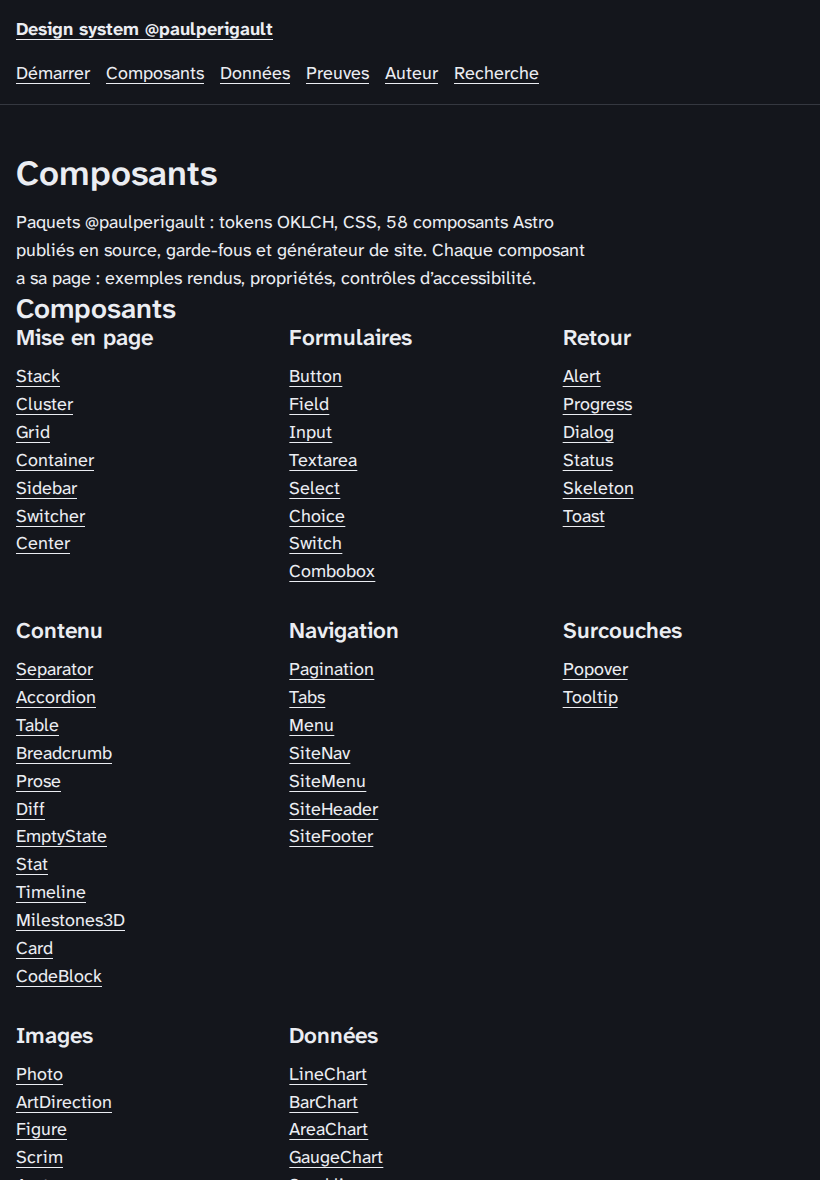 Design system @paulperigault
Démarrer Composants Données Preuves Auteur Recherche
Composants
Paquets @paulperigault : tokens OKLCH, CSS, 58 composants Astro
publiés en source, garde-fous et générateur de site. Chaque composant
a sa page : exemples rendus, propriétés, contrôles d’accessibilité.
Composants
Mise en page
Stack
Cluster
Grid
Container
Sidebar
Switcher
Center
Formulaires
Button
Field
Input
Textarea
Select
Choice
Switch
Combobox
Retour
Alert
Progress
Dialog
Status
Skeleton
Toast
Contenu
Separator
Accordion
Table
Breadcrumb
Prose
Diff
EmptyState
Stat
Timeline
Milestones3D
Card
CodeBlock
Navigation
Pagination
Tabs
Menu
SiteNav
SiteMenu
SiteHeader
SiteFooter
Surcouches
Popover
Tooltip
Images
Photo
ArtDirection
Figure
Scrim
Données
LineChart
BarChart
AreaChart
GaugeChart